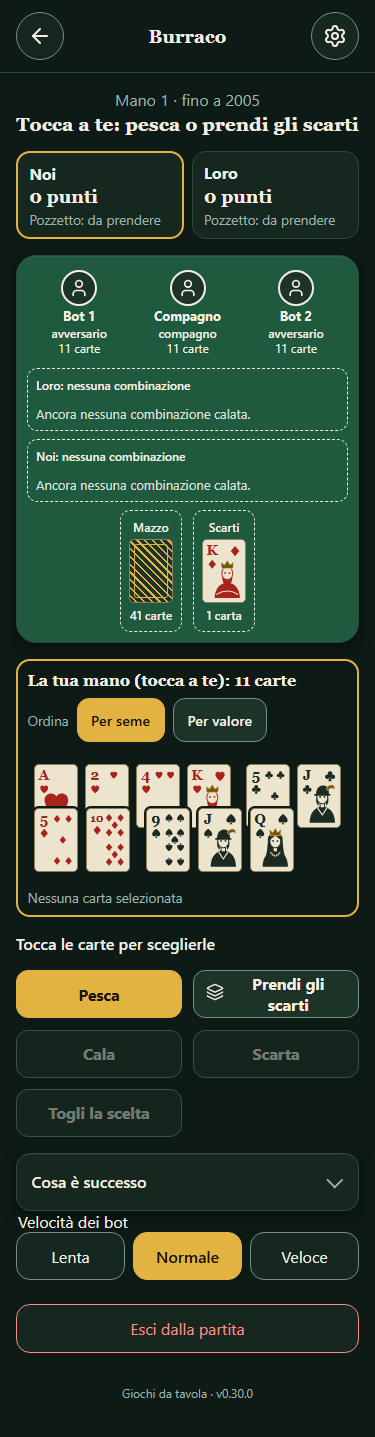 Burraco
Mano 1 · fino a 2005
Tocca a te: pesca o prendi gli scarti
Noi
0 punti
Pozzetto: da prendere
Loro
0 punti
Pozzetto: da prendere
Bot 1
avversario
11 carte
Compagno
compagno
11 carte
Bot 2
avversario
11 carte
Loro: nessuna combinazione
Ancora nessuna combinazione calata.
Noi: nessuna combinazione
Ancora nessuna combinazione calata.
Mazzo
41 carte
Scarti
K
1 carta
La tua mano (tocca a te): 11 carte
Ordina
Per seme
Per valore
A
2
4
K
5
J
5
10
9
J
Q
Nessuna carta selezionata
Tocca le carte per sceglierle
Pesca
Prendi gli
scarti
Cala
Scarta
Togli la scelta
Cosa è successo
Velocità dei bot
Lenta
Normale
Veloce
Esci dalla partita
Giochi da tavola · v0.30.0